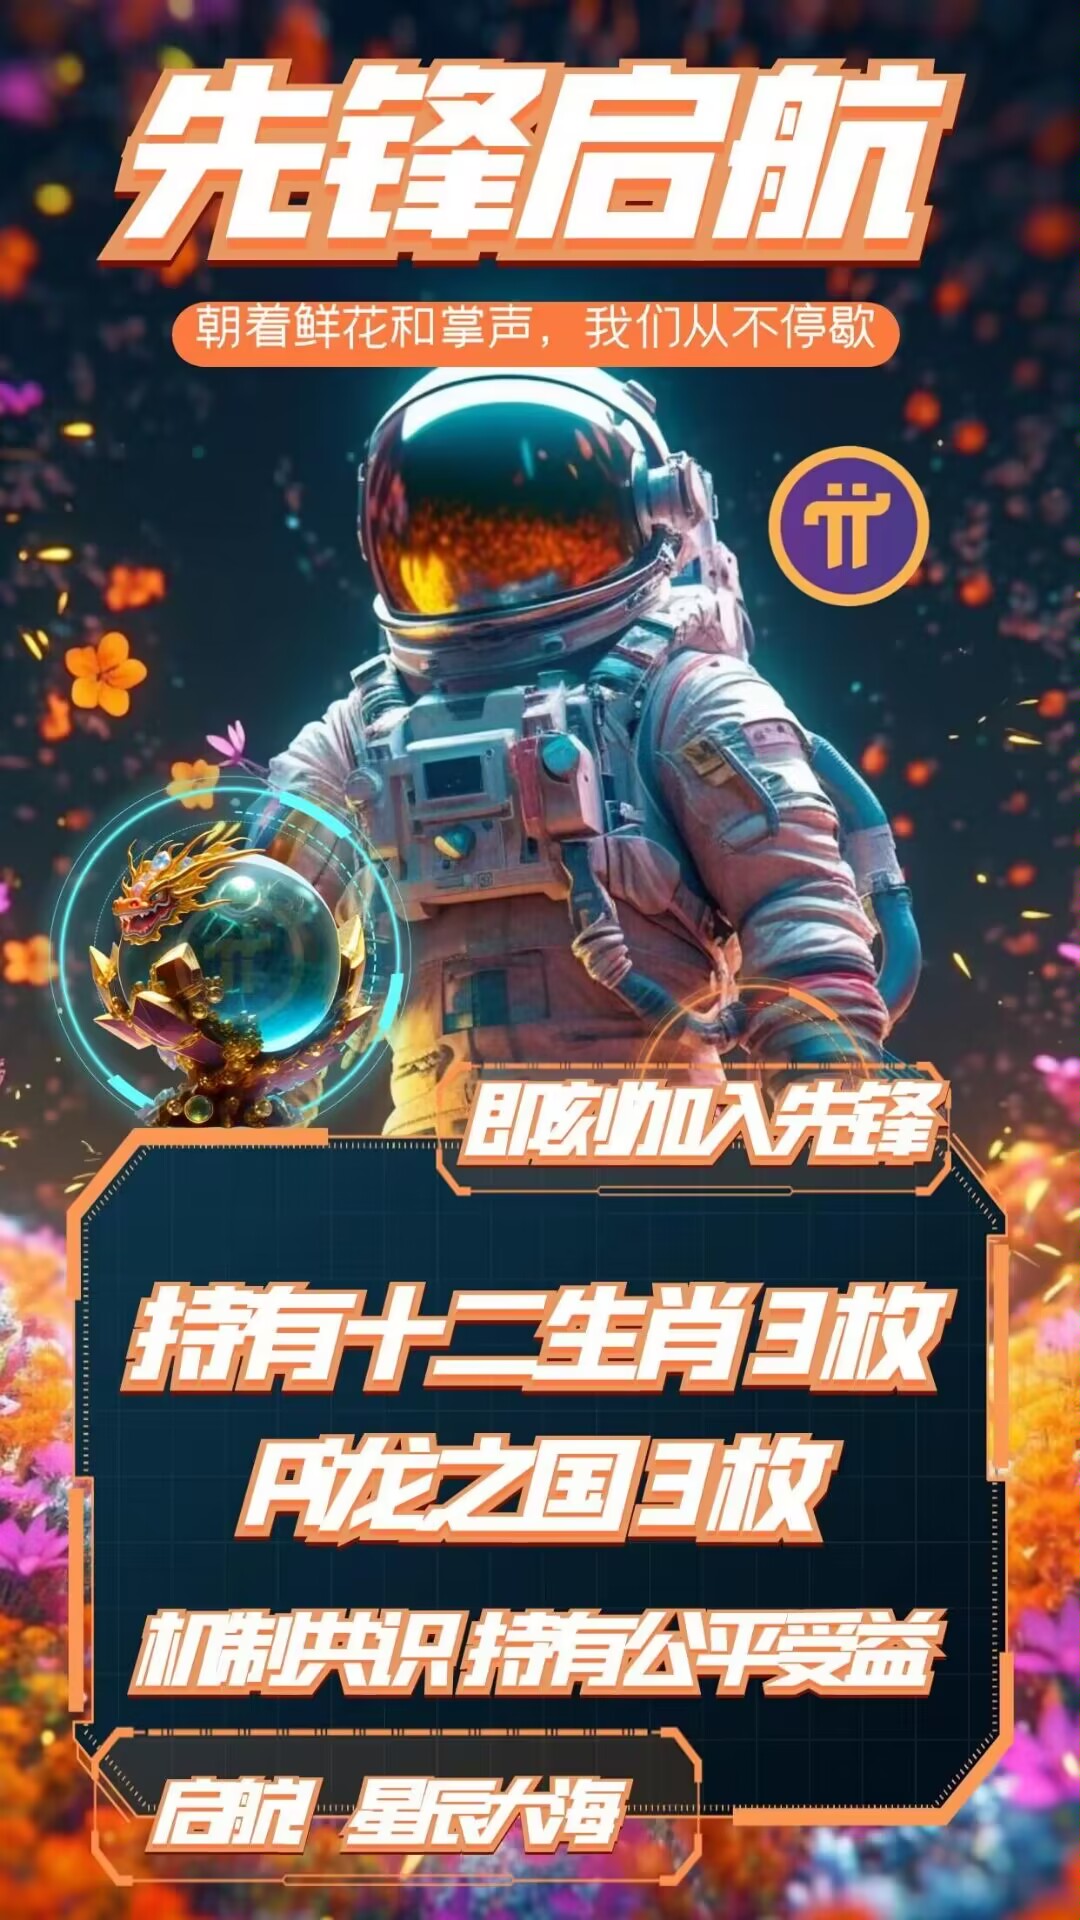 先锋启航
朝着鲜花和掌声，我们从不停歇
即刻加入先锋
持有十二生肖3枚
Pi龙之国3枚
机制共识 持有公平受益
启航 星辰大海